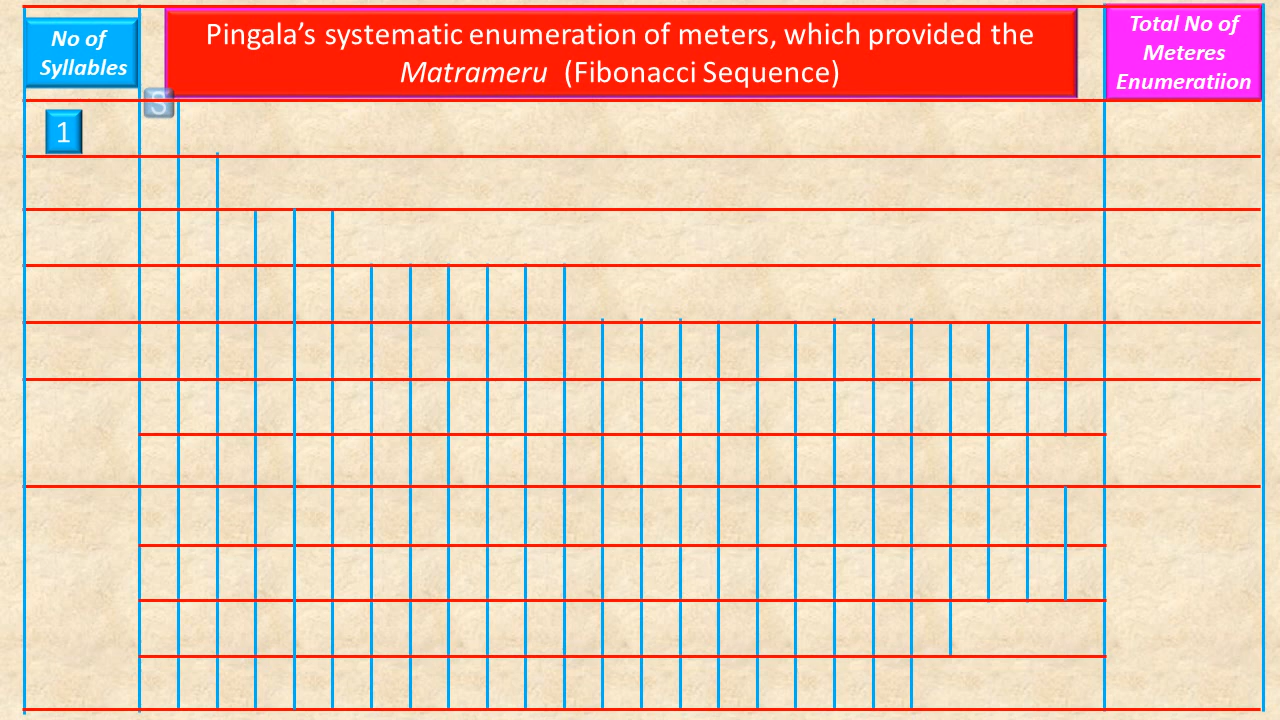 No of
Syllables
Pingala’s systematic enumeration of meters, which provided the
Matrameru (Fibonacci Sequence)
Total No of
Meteres
Enumeratiion
S
1